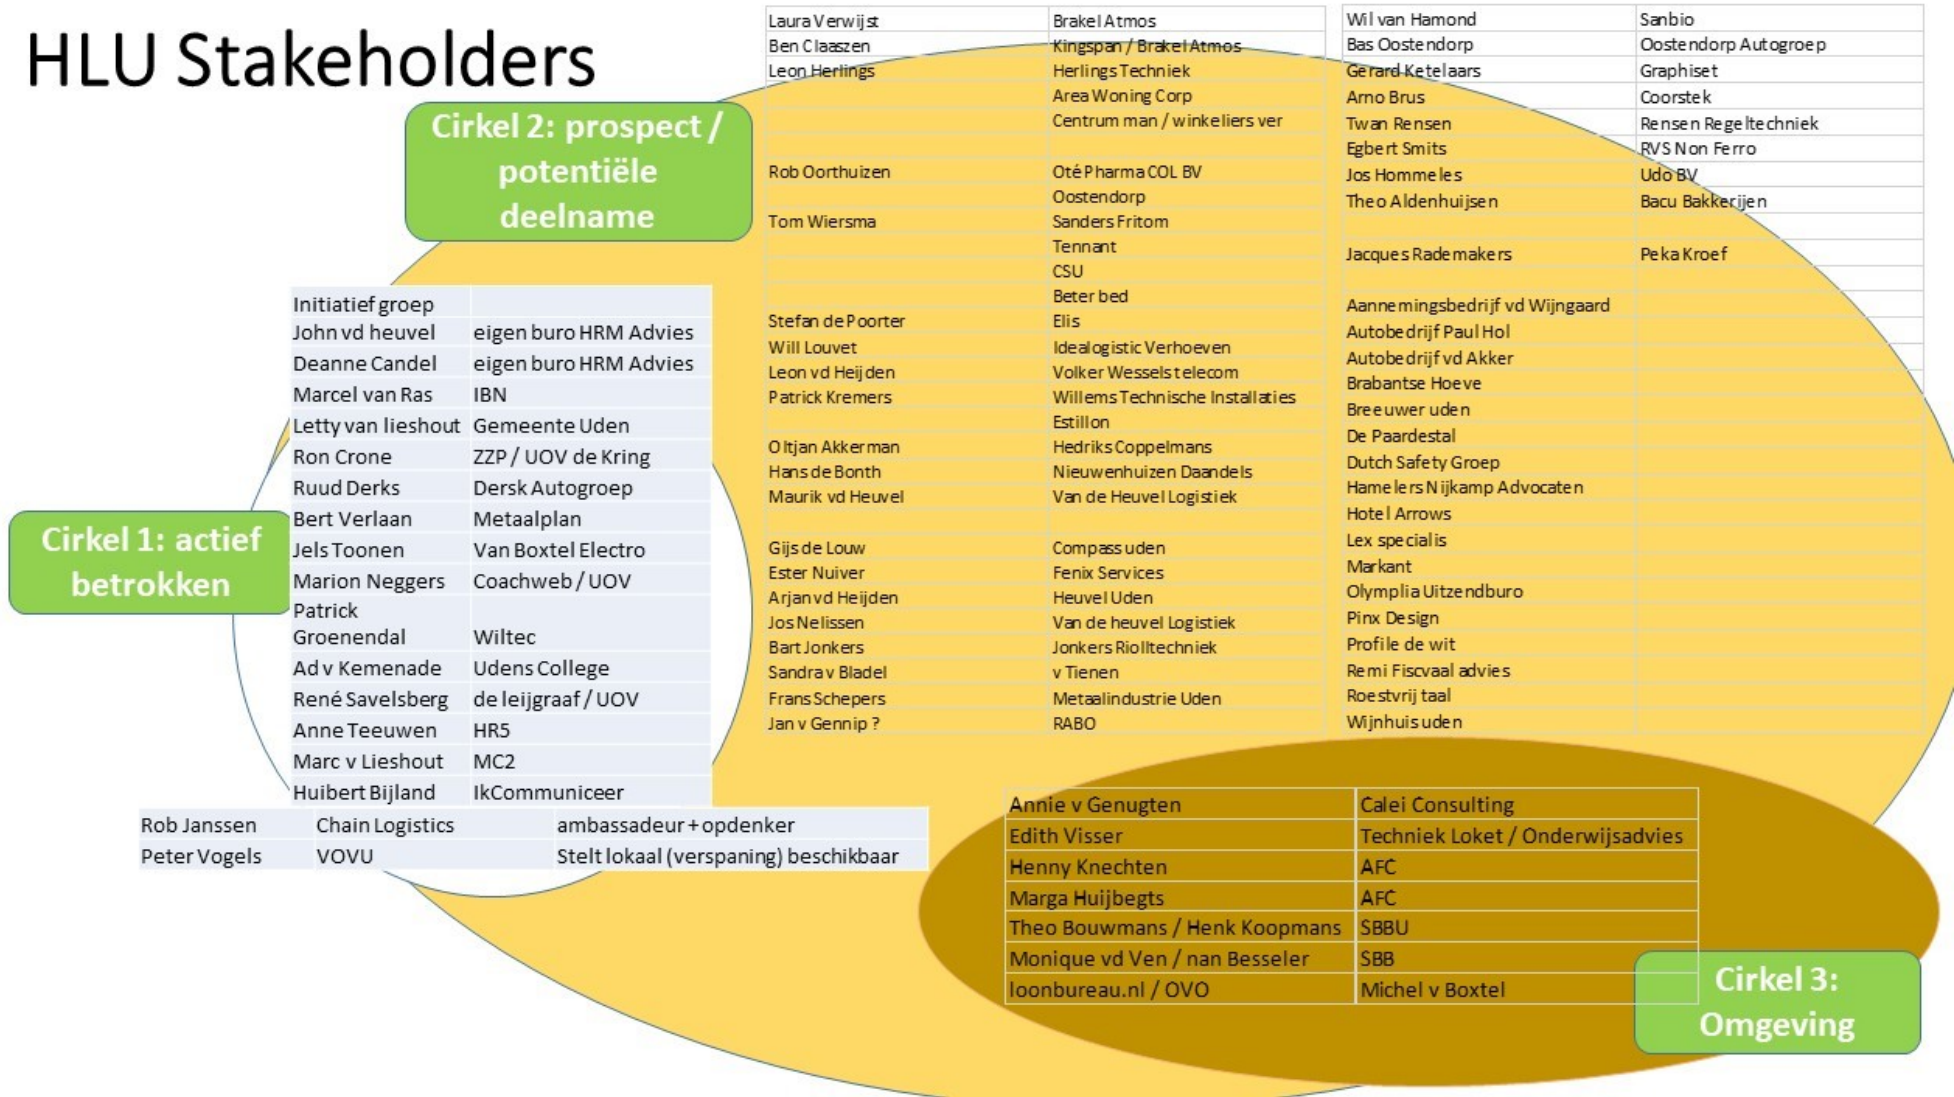 HLU Stakeholders
Cirkel 2: prospect /
potentiële
deelname
Cirkel 1: actief
betrokken
Initiatief groep
John vd heuvel eigen buro HRM Advies
Deanne Candel eigen buro HRM Advies
Marcel van Ras IBN
Letty van lieshout Gemeente Uden
Ron Crone ZZP / UOV de Kring
Ruud Derks Dersk Autogroep
Bert Verlaan Metaalplan
Jels Toonen Van Boxtel Electro
Marion Neggers Coachweb / UOV
Patrick
Groenendal Wiltec
Ad v Kemenade Udens College
René Savelsberg de leijgraaf / UOV
Anne Teeuwen HR5
Marc v Lieshout MC2
Huibert Bijland IkCommuniceer
Rob Janssen Chain Logistics ambassadeur + opdenker
Peter Vogels VOVU Stelt lokaal (verspaning) beschikbaar
Laura Verwijst Brakel Atmos
Ben Claaszen Kingspan / Brakel Atmos
Leon Herlings Herlings Techniek
Area Woning Corp
Centrum man / winkeliers ver
Rob Oorthuizen Oté Pharma COL BV
Oostendorp
Tom Wiersma Sanders Fritom
Tennant
CSU
Beter bed
Stefan de Poorter Elis
Will Louvet Idealogistic Verhoeven
Leon vd Heijden Volker Wessels telecom
Patrick Kremers Willems Technische Installaties
Estillon
Oltjan Akkerman Hedriks Coppelmans
Hans de Bonth Nieuwenhuizen Daandels
Maurik vd Heuvel Van de Heuvel Logistiek
Gijs de Louw Compass uden
Ester Nuiver Fenix Services
Arjan vd Heijden Heuvel Uden
Jos Nelissen Van de heuvel Logistiek
Bart Jonkers Jonkers Riolltechniek
Sandra v Bladel v Tienen
Frans Schepers Metaalindustrie Uden
Jan v Gennip ? RABO
Wil van Hamond Sanbio
Bas Oostendorp Oostendorp Autogroep
Gerard Ketelaars Graphiset
Arno Brus Coorstek
Twan Rensen Rensen Regeltechniek
Egbert Smits RVS Non Ferro
Jos Hommeles Udo BV
Theo Aldenhuijsen Bacu Bakkerijen
Jacques Rademakers Peka Kroef
Aannemingsbedrijf vd Wijngaard
Autobedrijf Paul Hol
Autobedrijf vd Akker
Brabantse Hoeve
Breeuwer uden
De Paardestal
Dutch Safety Groep
Hamelers Nijkamp Advocaten
Hotel Arrows
Lex specialis
Markant
Olymplia Uitzendburo
Pinx Design
Profile de wit
Remi Fiscvaal advies
Roestvrij taal
Wijnhuis uden
Annie v Genugten Calei Consulting
Edith Visser Techniek Loket / Onderwijsadvies
Henny Knechten AFC
Marga Huijbegts AFC
Theo Bouwmans / Henk Koopmans SBBU
Monique vd Ven / nan Besseler SBB
loonbureau.nl / OVO Michel v Boxtel
Cirkel 3:
Omgeving